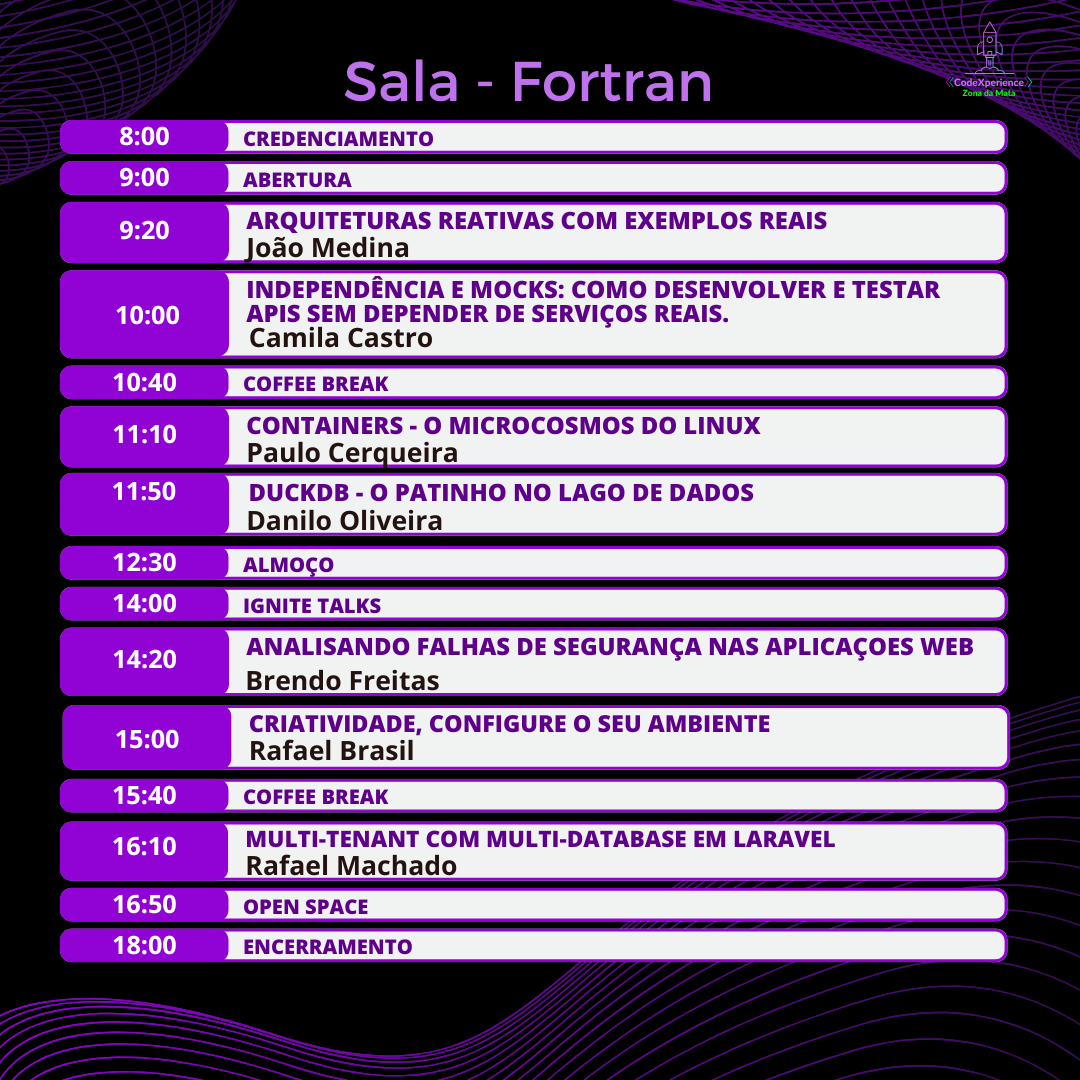 Sala - Fortran
CodeXperience
Zona da Mata
8:00 CREDENCIAMENTO
9:00 ABERTURA
9:20 ARQUITETURAS REATIVAS COM EXEMPLOS REAIS
João Medina
10:00 INDEPENDÊNCIA E MOCKS: COMO DESENVOLVER E TESTAR
APIS SEM DEPENDER DE SERVIÇOS REAIS.
Camila Castro
10:40 COFFEE BREAK
11:10 CONTAINERS - O MICROCOSMOS DO LINUX
Paulo Cerqueira
11:50 DUCKDB - O PATINHO NO LAGO DE DADOS
Danilo Oliveira
12:30 ALMOÇO
14:00 IGNITE TALKS
14:20 ANALISANDO FALHAS DE SEGURANÇA NAS APLICAÇOES WEB
Brendo Freitas
15:00 CRIATIVIDADE, CONFIGURE O SEU AMBIENTE
Rafael Brasil
15:40 COFFEE BREAK
16:10 MULTI-TENANT COM MULTI-DATABASE EM LARAVEL
Rafael Machado
16:50 OPEN SPACE
18:00 ENCERRAMENTO